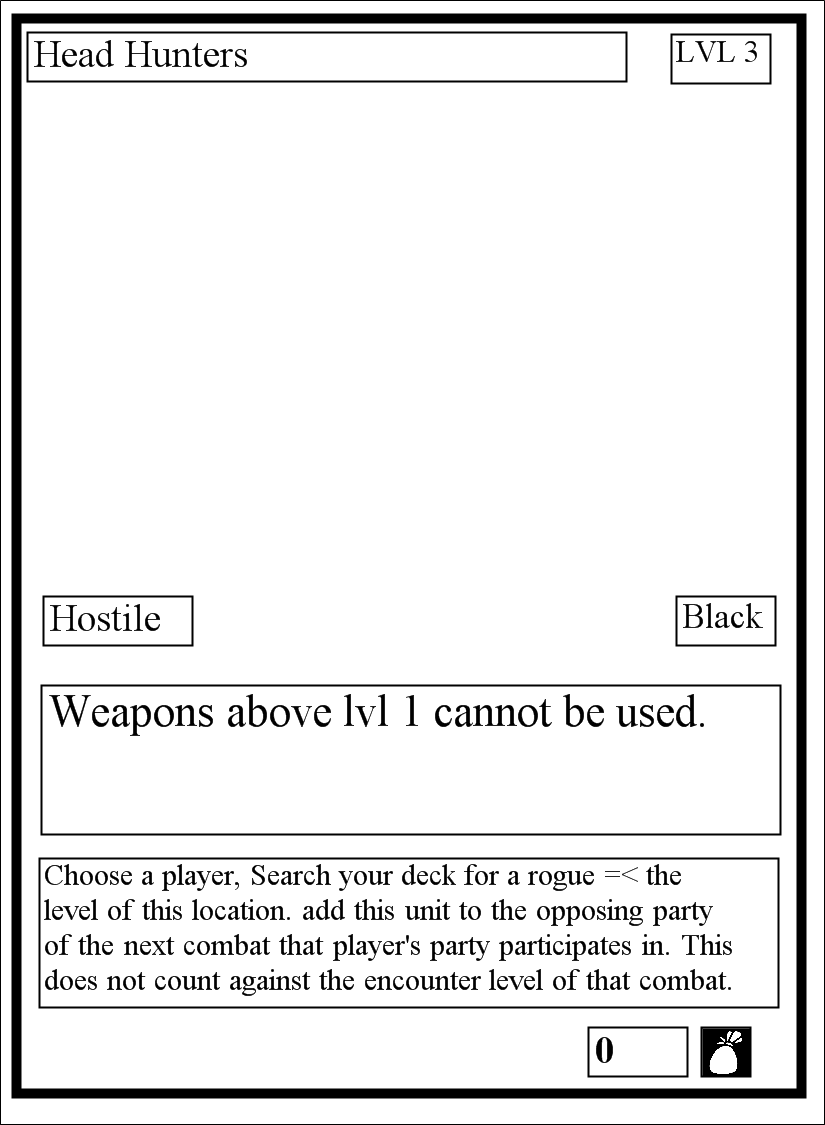 Head Hunters
LVL 3
Hostile
Black
Weapons above lvl 1 cannot be used.
Choose a player, Search your deck for a rogue =< the
level of this location. add this unit to the opposing party
of the next combat that player's party participates in. This
does not count against the encounter level of that combat.
0